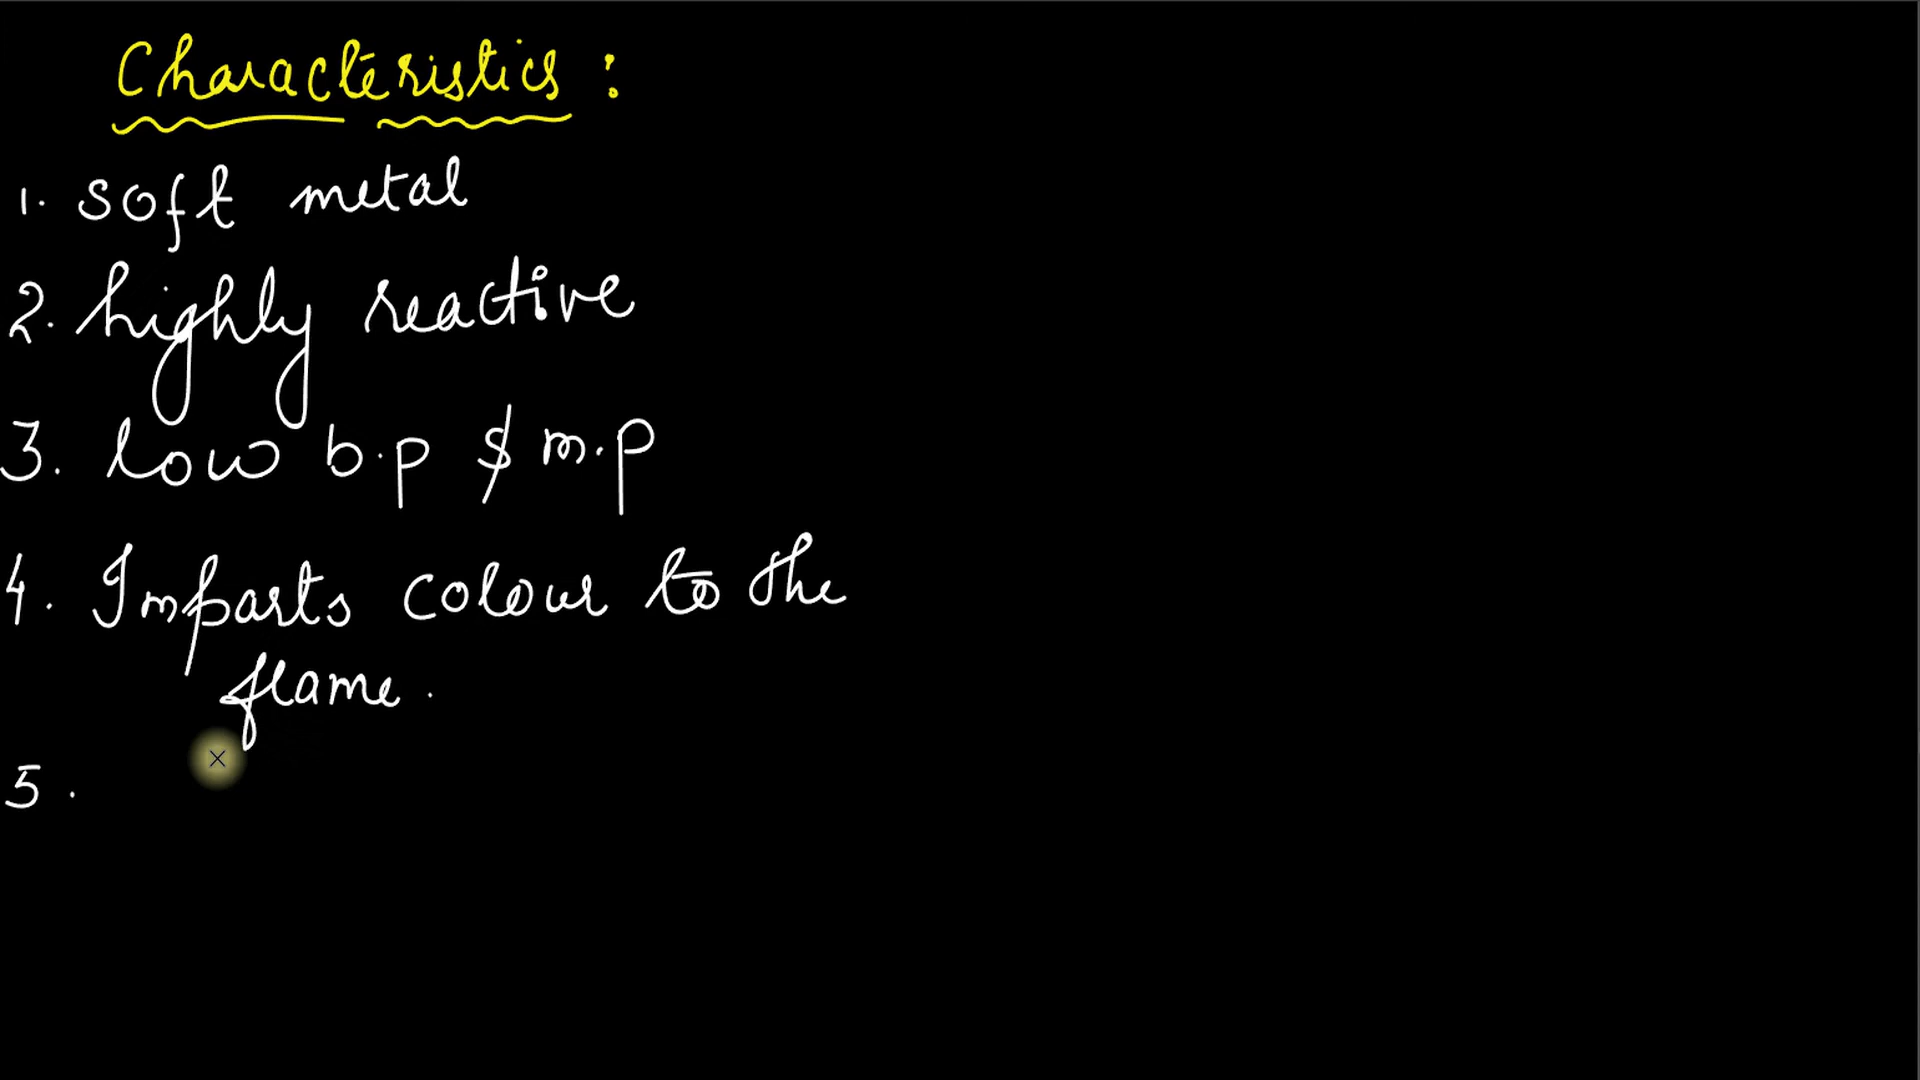 Characteristics :
1. soft metal
2. highly reactive
3. low b.p & m.p
4. Imparts colour to the
flame.
5.